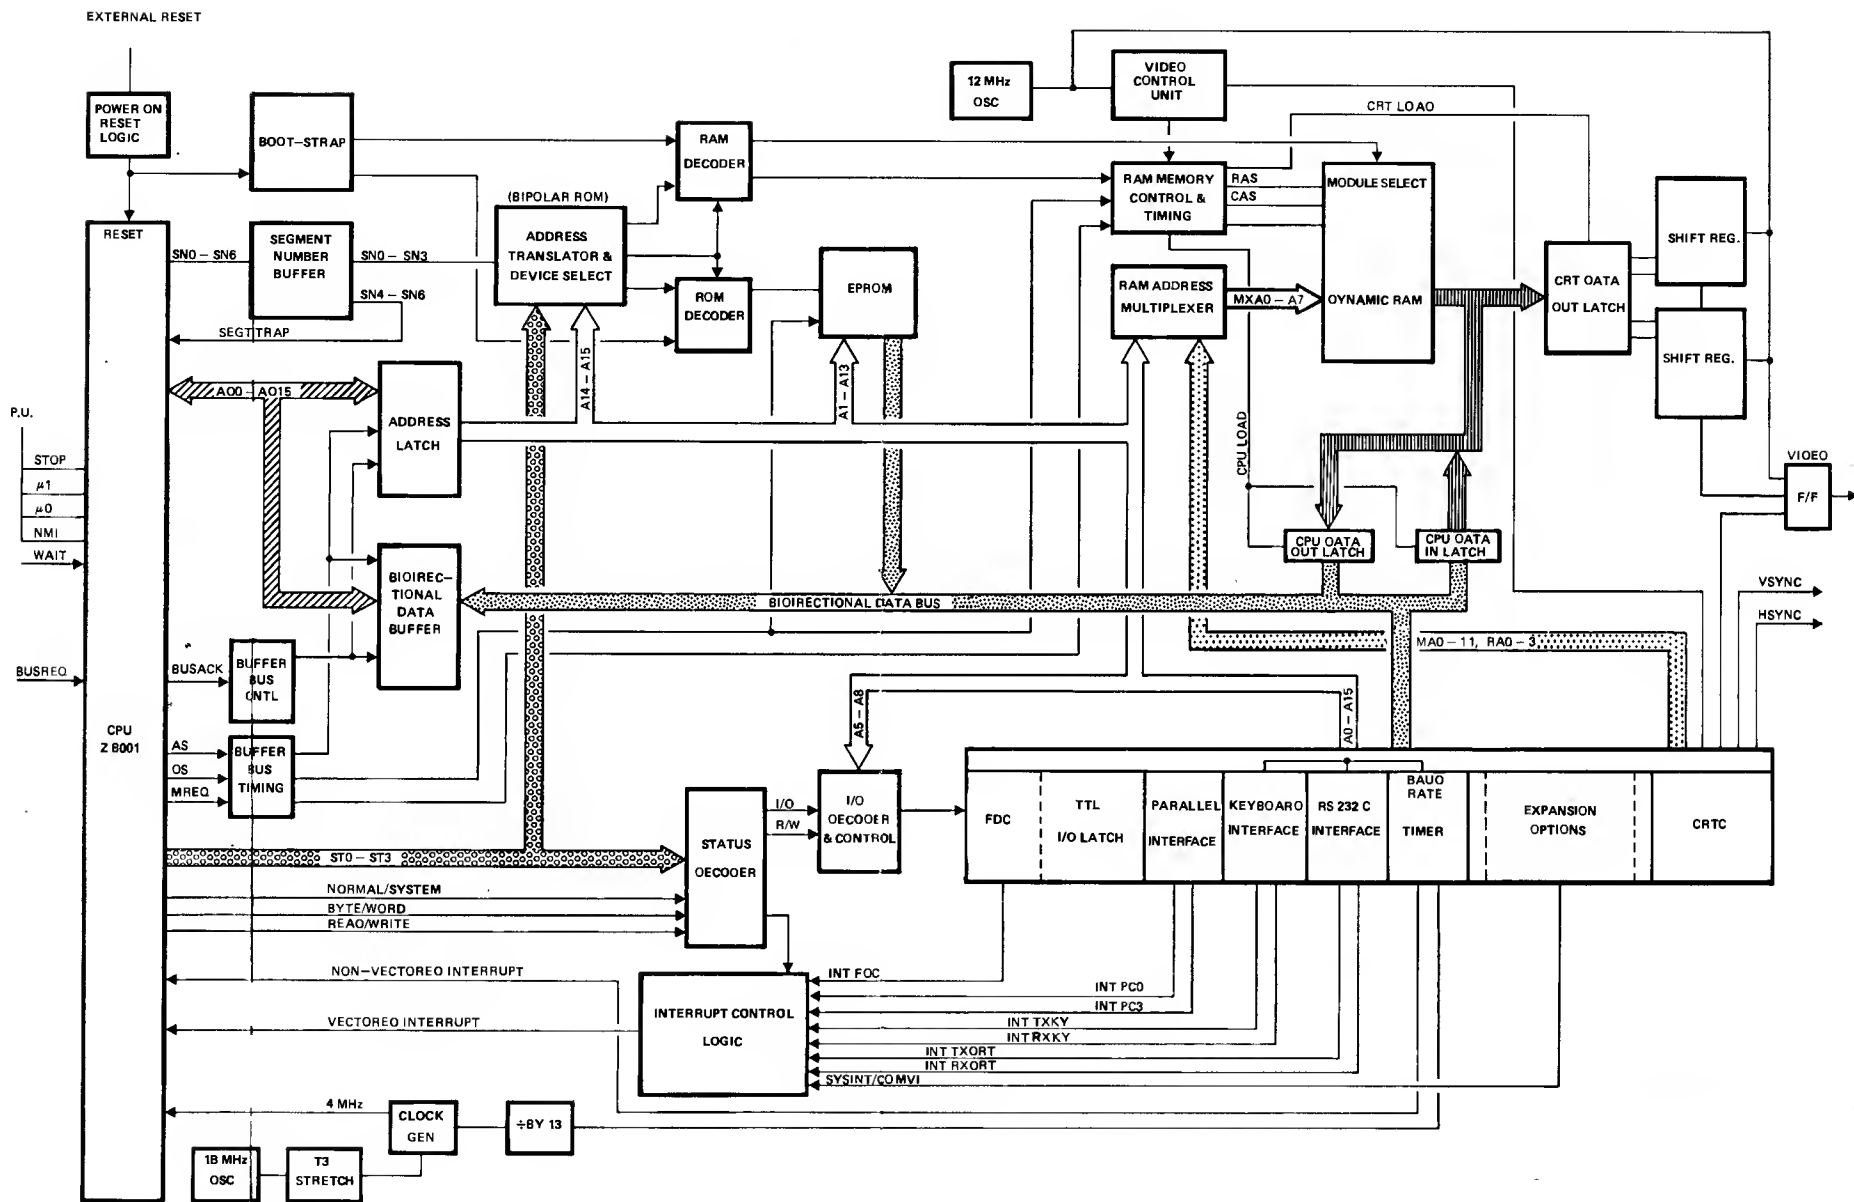 EXTERNAL RESET
POWER ON
RESET
LOGIC
BOOT-STRAP
RAM
DECODER
12 MHz
OSC
VIDEO
CONTROL
UNIT
CRT LOAO
(BIPOLAR ROM)
ADDRESS
TRANSLATOR &
DEVICE SELECT
RAM MEMORY
CONTROL &
TIMING
RAS
CAS
MODULE SELECT
OYNAMIC RAM
SHIFT REG.
RESET
SN0 - SN6
SEGMENT
NUMBER
BUFFER
SN0 - SN3
SN4 - SN6
SEGT TRAP
ROM
DECODER
EPROM
RAM ADDRESS
MULTIPLEXER
MXA0 - A7
CRT OATA
OUT LATCH
SHIFT REG.
A00 - AO15
ADDRESS
LATCH
A14 - A15
A1 - A13
CPU LOAD
P.U.
STOP
μ1
μ0
NMI
WAIT
VIOEO
F/F
CPU OATA
OUT LATCH
CPU OATA
IN LATCH
BIOIREC-
TIONAL
DATA
BUFFER
BIOIRECTIONAL DATA BUS
VSYNC
HSYNC
MA0 - 11, RA0 - 3
BUSREQ
BUSACK
BUFFER
BUS
CNTL
CPU
Z 8001
AS
OS
MREQ
BUFFER
BUS
TIMING
A5 - A8
A0 - A15
STATUS
OECOOER
I/O
R/W
I/O
OECOOER
& CONTROL
FDC
TTL
I/O LATCH
PARALLEL
INTERFACE
KEYBOARO
INTERFACE
RS 232 C
INTERFACE
BAUO
RATE
TIMER
EXPANSION
OPTIONS
CRTC
ST0 - ST3
NORMAL/SYSTEM
BYTE/WORD
REAO/WRITE
NON-VECTOREO INTERRUPT
VECTOREO INTERRUPT
INTERRUPT CONTROL
LOGIC
INT FOC
INT PC0
INT PC3
INT TXKY
INT RXKY
INT TXORT
INT RXORT
SYSINT/COMVI
4 MHz
CLOCK
GEN
÷BY 13
1B MHz
OSC
T3
STRETCH